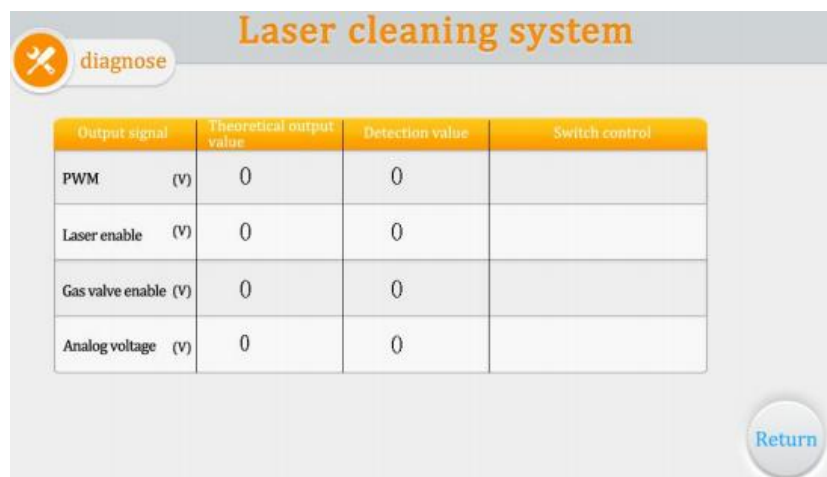 Laser cleaning system
diagnose
Output signal Theoretical output value Detection value Switch control
PWM (V) 0 0
Laser enable (V) 0 0
Gas valve enable (V) 0 0
Analog voltage (V) 0 0
Return